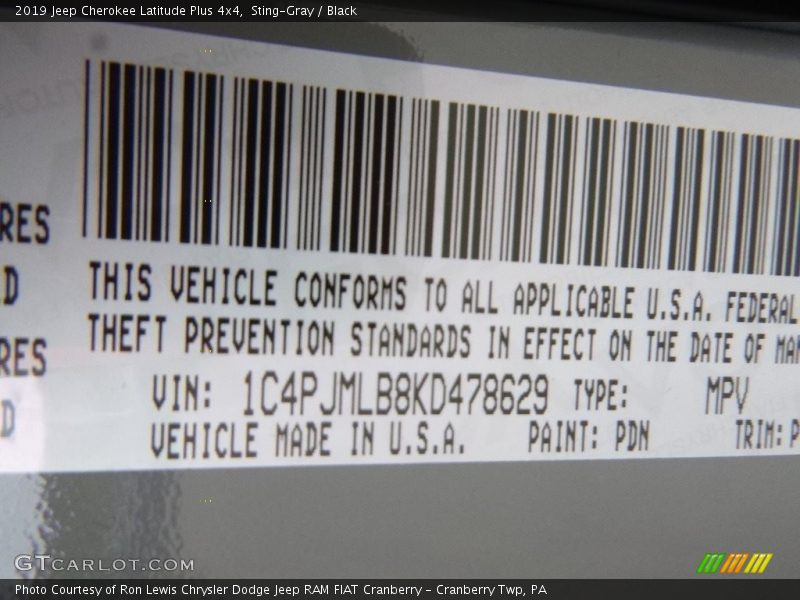 2019 Jeep Cherokee Latitude Plus 4x4, Sting-Gray / Black
RES
D
THIS VEHICLE CONFORMS TO ALL APPLICABLE U.S.A. FEDERAL
THEFT PREVENTION STANDARDS IN EFFECT ON THE DATE OF MAN
RES
D
VIN: 1C4PJMLB8KD478629 TYPE: MPV
VEHICLE MADE IN U.S.A. PAINT: PDN TRIM: P
GTCARLOT.COM
Photo Courtesy of Ron Lewis Chrysler Dodge Jeep RAM FIAT Cranberry - Cranberry Twp, PA